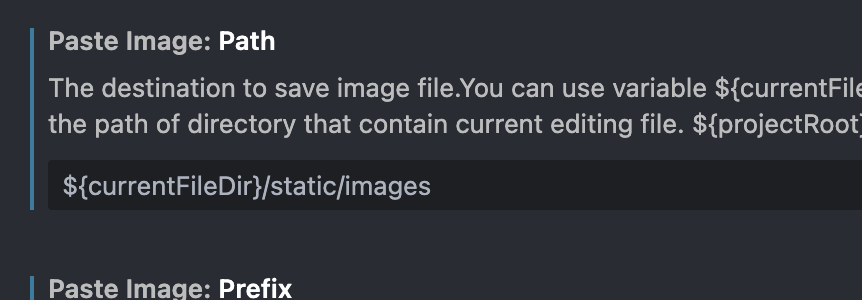 Paste Image: Path
The destination to save image file.You can use variable ${currentFile
the path of directory that contain current editing file. ${projectRoot}
${currentFileDir}/static/images
Paste Image: Prefix